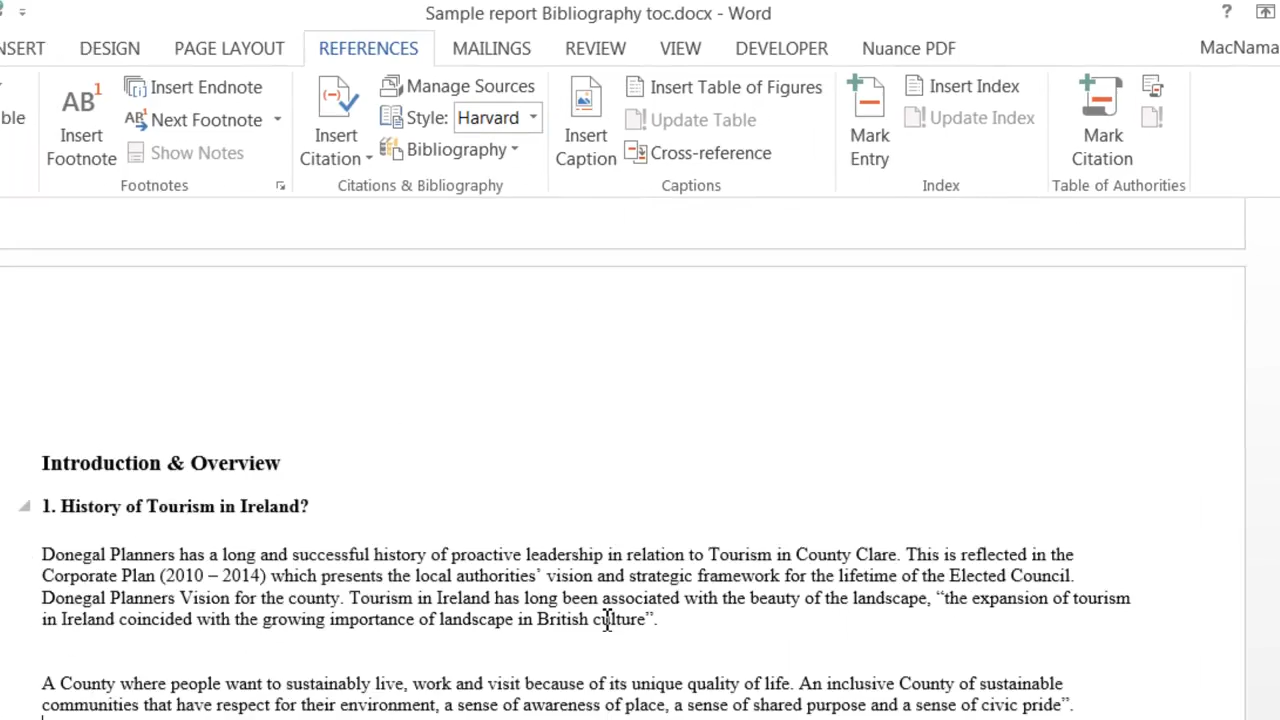 Sample report Bibliography toc.docx - Word ?
NSERT DESIGN PAGE LAYOUT REFERENCES MAILINGS REVIEW VIEW DEVELOPER Nuance PDF MacNama
ble
AB1 Insert Footnote
Insert Endnote
AB1 Next Footnote
Show Notes
Footnotes
Insert Citation
Manage Sources
Style: Harvard
Bibliography
Citations & Bibliography
Insert Caption
Insert Table of Figures
Update Table
Cross-reference
Captions
Mark Entry
Insert Index
Update Index
Index
Mark Citation
Table of Authorities
Introduction & Overview
1. History of Tourism in Ireland?
Donegal Planners has a long and successful history of proactive leadership in relation to Tourism in County Clare. This is reflected in the
Corporate Plan (2010 – 2014) which presents the local authorities’ vision and strategic framework for the lifetime of the Elected Council.
Donegal Planners Vision for the county. Tourism in Ireland has long been associated with the beauty of the landscape, “the expansion of tourism
in Ireland coincided with the growing importance of landscape in British culture”.
A County where people want to sustainably live, work and visit because of its unique quality of life. An inclusive County of sustainable
communities that have respect for their environment, a sense of awareness of place, a sense of shared purpose and a sense of civic pride”.